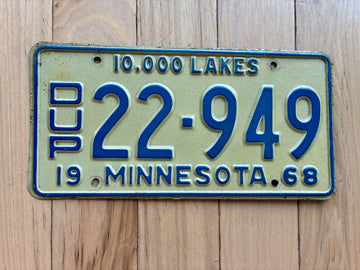 10,000 LAKES
DUP 22-949
19 MINNESOTA 68